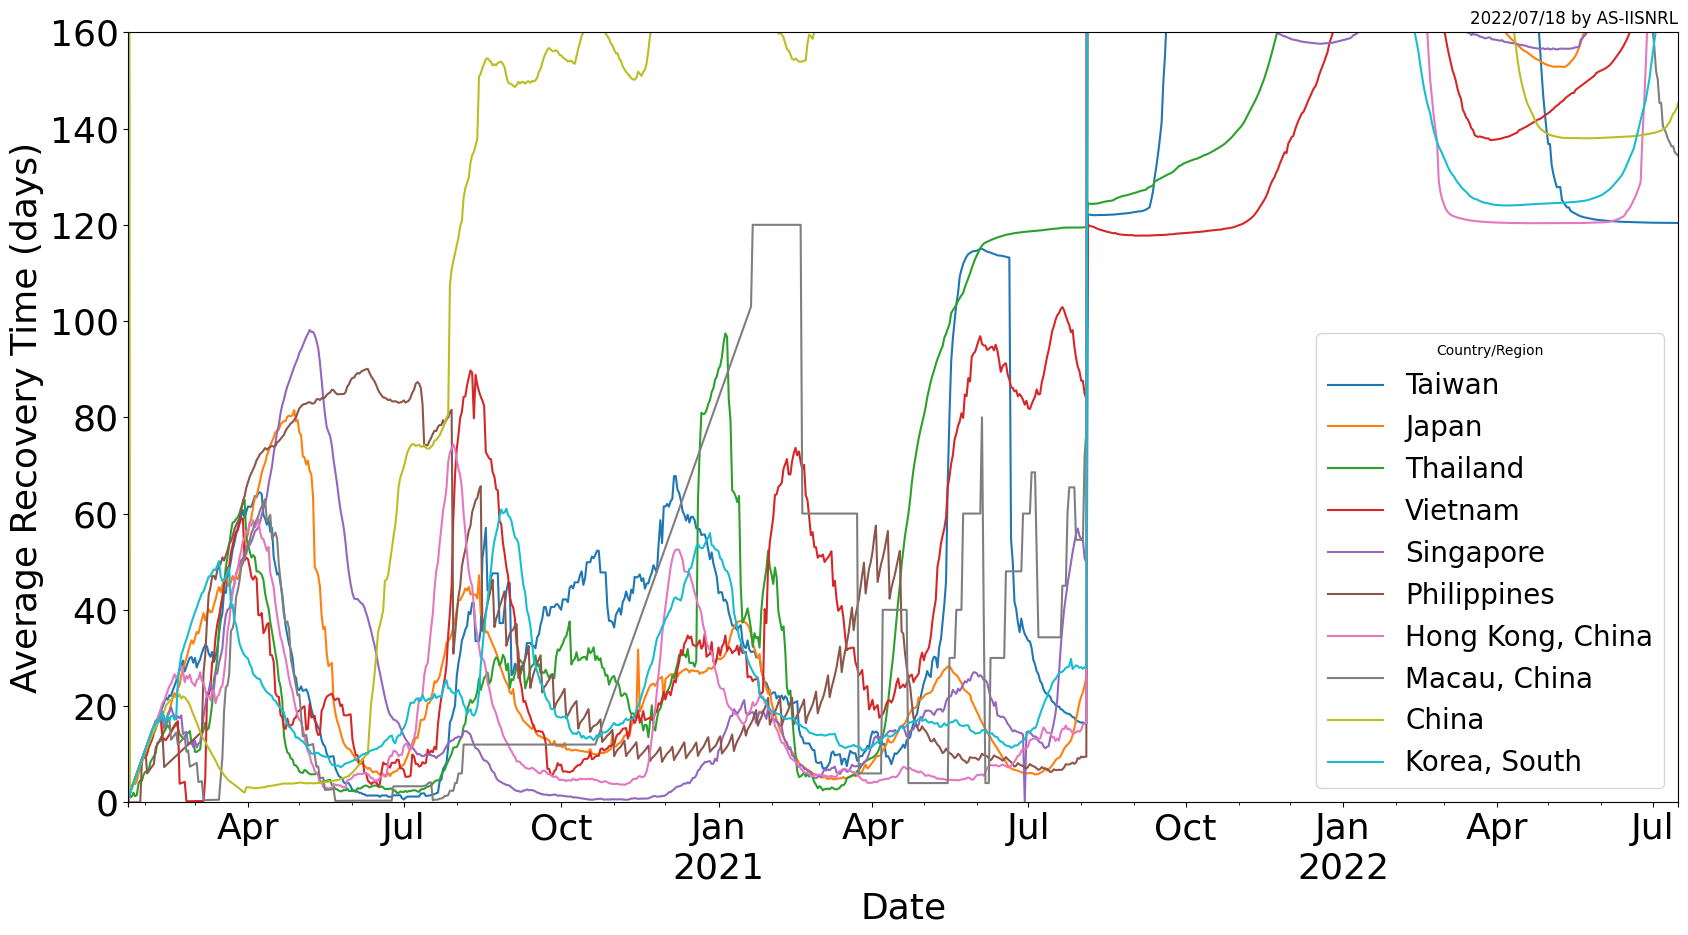 2022/07/18 by AS-IISNRL
Average Recovery Time (days)
160
140
120
100
80
60
40
20
0
Country/Region
Taiwan
Japan
Thailand
Vietnam
Singapore
Philippines
Hong Kong, China
Macau, China
China
Korea, South
Apr Jul Oct Jan Apr Jul Oct Jan Apr Jul
2021 2022
Date